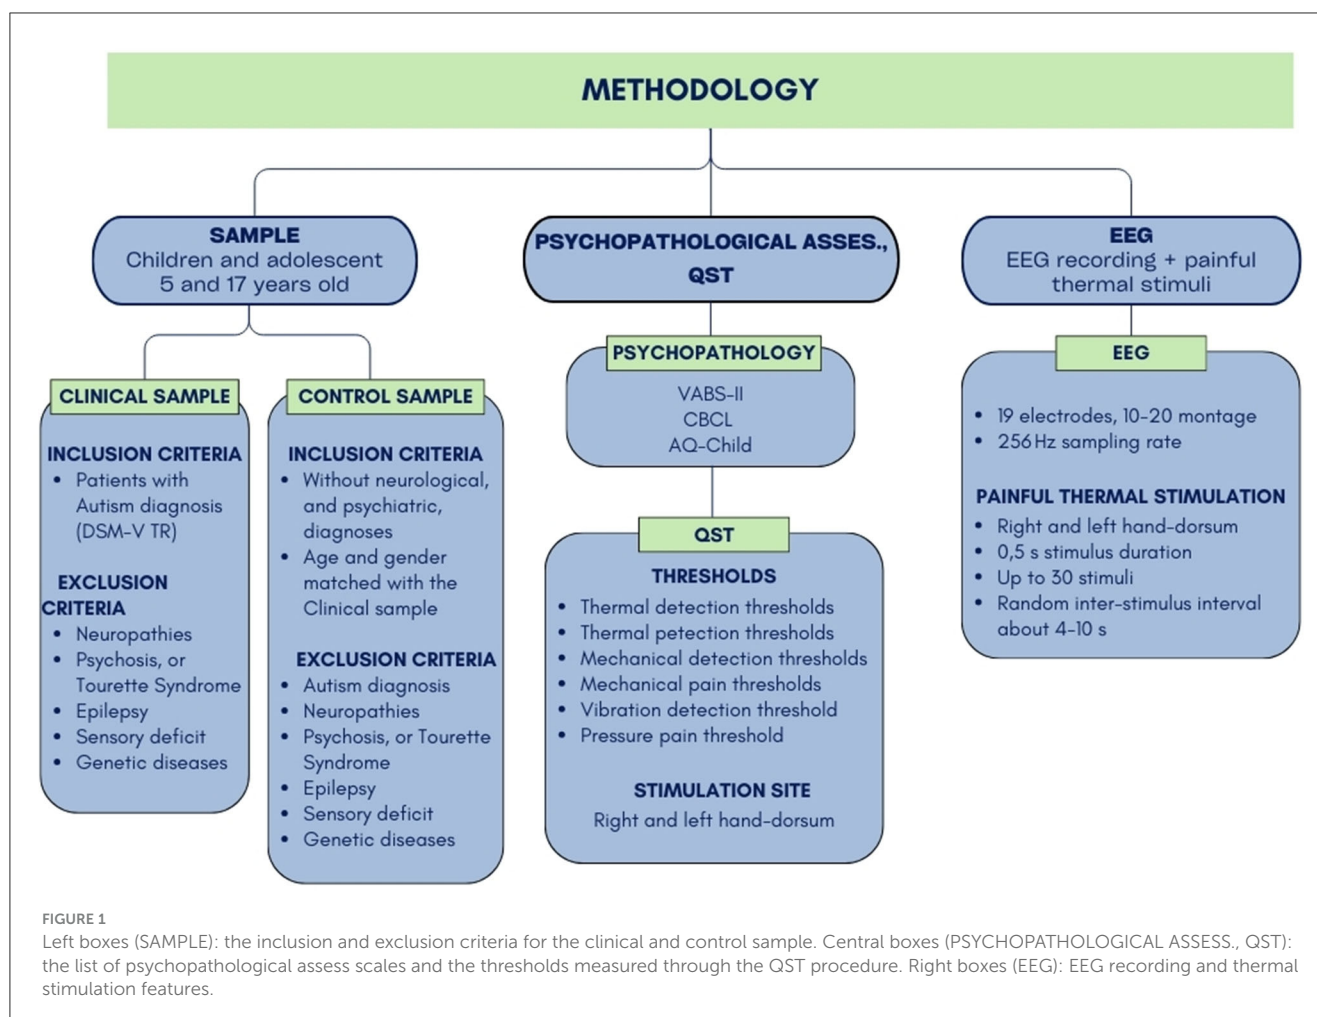 METHODOLOGY
SAMPLE
Children and adolescent
5 and 17 years old
CLINICAL SAMPLE
INCLUSION CRITERIA
• Patients with
Autism diagnosis
(DSM-V TR)
EXCLUSION
CRITERIA
• Neuropathies
• Psychosis, or
Tourette Syndrome
• Epilepsy
• Sensory deficit
• Genetic diseases
CONTROL SAMPLE
INCLUSION CRITERIA
• Without neurological,
and psychiatric,
diagnoses
• Age and gender
matched with the
Clinical sample
EXCLUSION CRITERIA
• Autism diagnosis
• Neuropathies
• Psychosis, or Tourette
Syndrome
• Epilepsy
• Sensory deficit
• Genetic diseases
PSYCHOPATHOLOGICAL ASSES.,
QST
PSYCHOPATHOLOGY
VABS-II
CBCL
AQ-Child
QST
THRESHOLDS
• Thermal detection thresholds
• Thermal petection thresholds
• Mechanical detection thresholds
• Mechanical pain thresholds
• Vibration detection threshold
• Pressure pain threshold
STIMULATION SITE
Right and left hand-dorsum
EEG
EEG recording + painful
thermal stimuli
EEG
• 19 electrodes, 10-20 montage
• 256 Hz sampling rate
PAINFUL THERMAL STIMULATION
• Right and left hand-dorsum
• 0,5 s stimulus duration
• Up to 30 stimuli
• Random inter-stimulus interval
about 4-10 s
FIGURE 1
Left boxes (SAMPLE): the inclusion and exclusion criteria for the clinical and control sample. Central boxes (PSYCHOPATHOLOGICAL ASSESS., QST):
the list of psychopathological assess scales and the thresholds measured through the QST procedure. Right boxes (EEG): EEG recording and thermal
stimulation features.